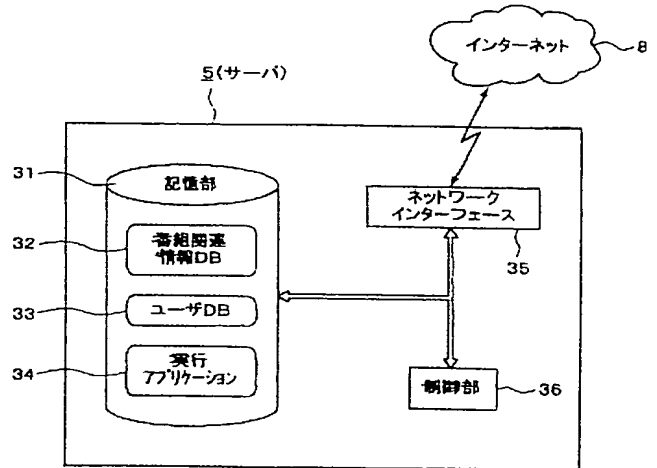 インターネット
8
5(サーバ)
31
記憶部
ネットワーク
インターフェース
32
番組関連
情報DB
35
33
ユーザDB
34
実行
アプリケーション
制御部
36